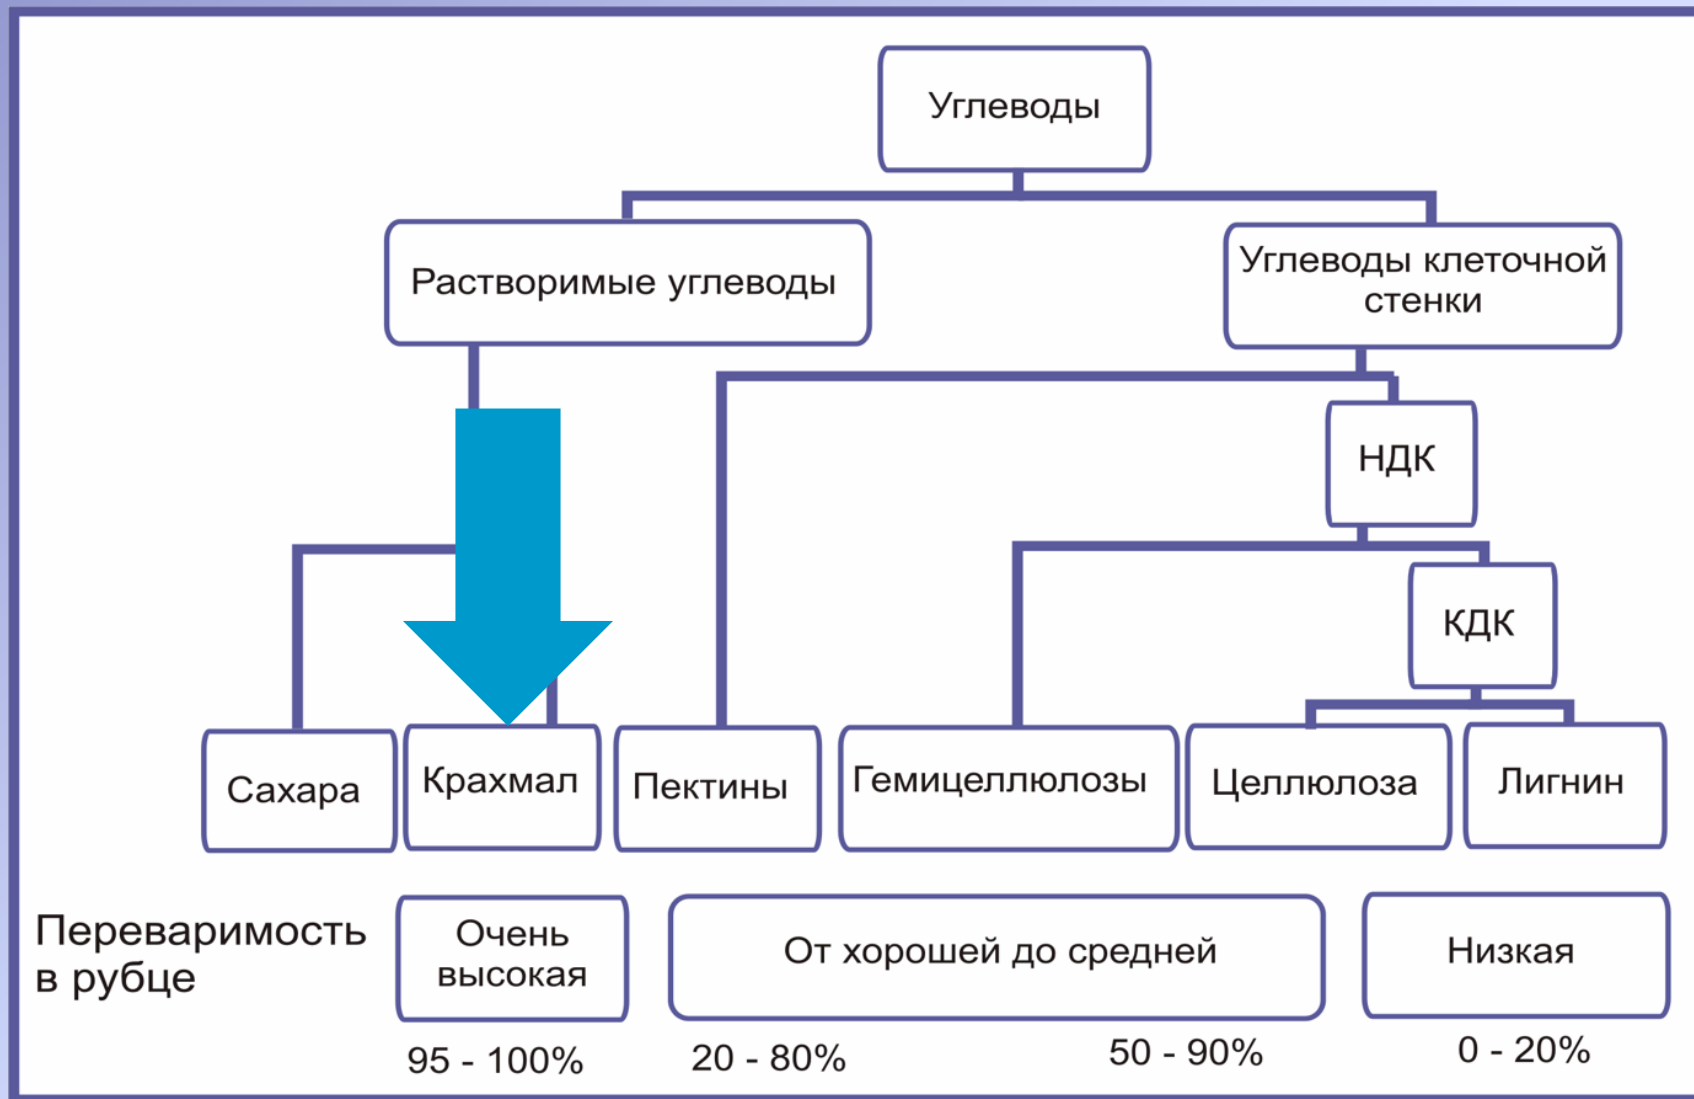 Углеводы
Растворимые углеводы
Углеводы клеточной
стенки
НДК
КДК
Сахара
Крахмал
Пектины
Гемицеллюлозы
Целлюлоза
Лигнин
Переваримость
в рубце
Очень
высокая
От хорошей до средней
Низкая
95 - 100%
20 - 80%
50 - 90%
0 - 20%